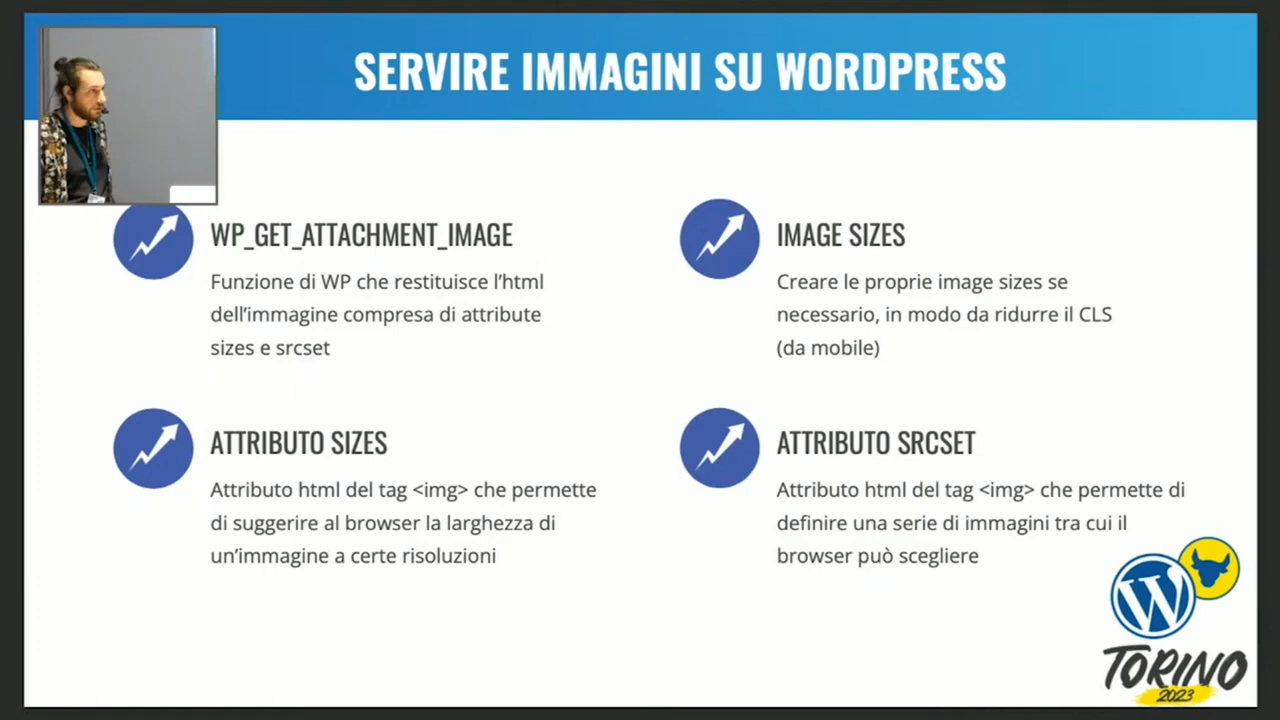 SERVIRE IMMAGINI SU WORDPRESS
WP_GET_ATTACHMENT_IMAGE
Funzione di WP che restituisce l'html
dell'immagine compresa di attribute
sizes e srcset
IMAGE SIZES
Creare le proprie image sizes se
necessario, in modo da ridurre il CLS
(da mobile)
ATTRIBUTO SIZES
Attributo html del tag <img> che permette
di suggerire al browser la larghezza di
un'immagine a certe risoluzioni
ATTRIBUTO SRCSET
Attributo html del tag <img> che permette di
definire una serie di immagini tra cui il
browser può scegliere
W
TORINO
2023